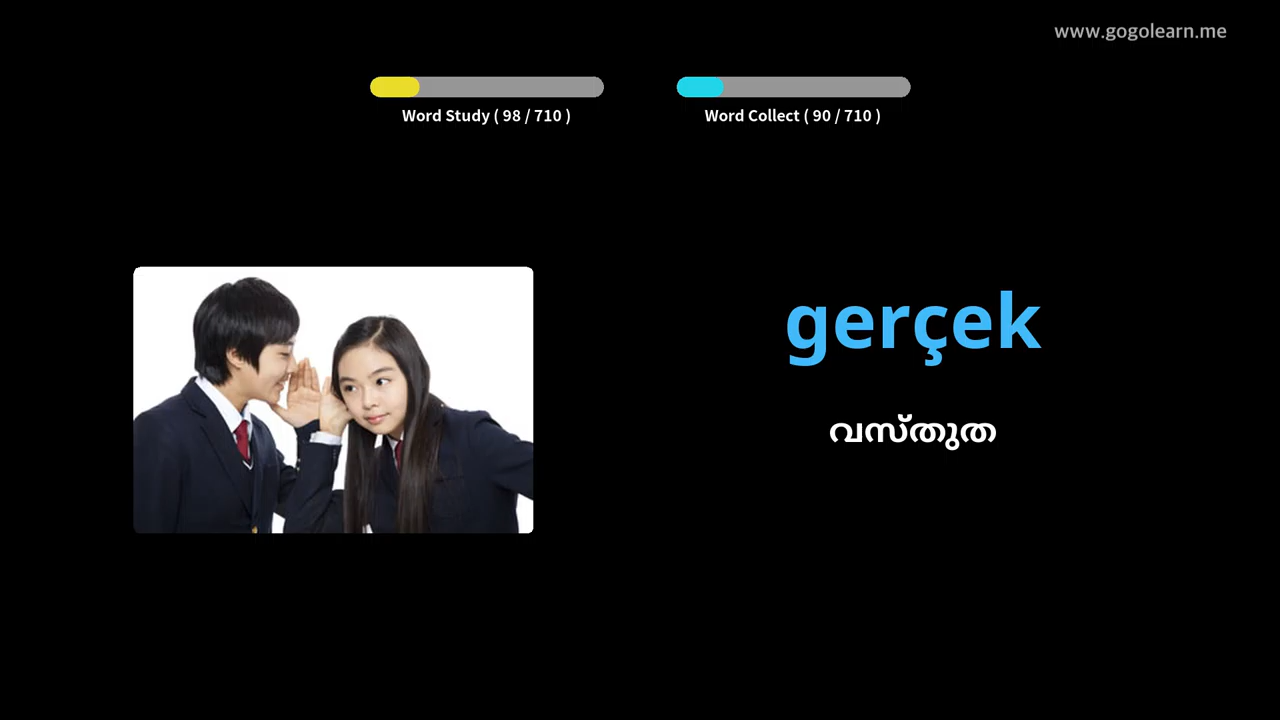 www.gogolearn.me
Word Study ( 98 / 710 )
Word Collect ( 90 / 710 )
gerçek
വസ്തുത